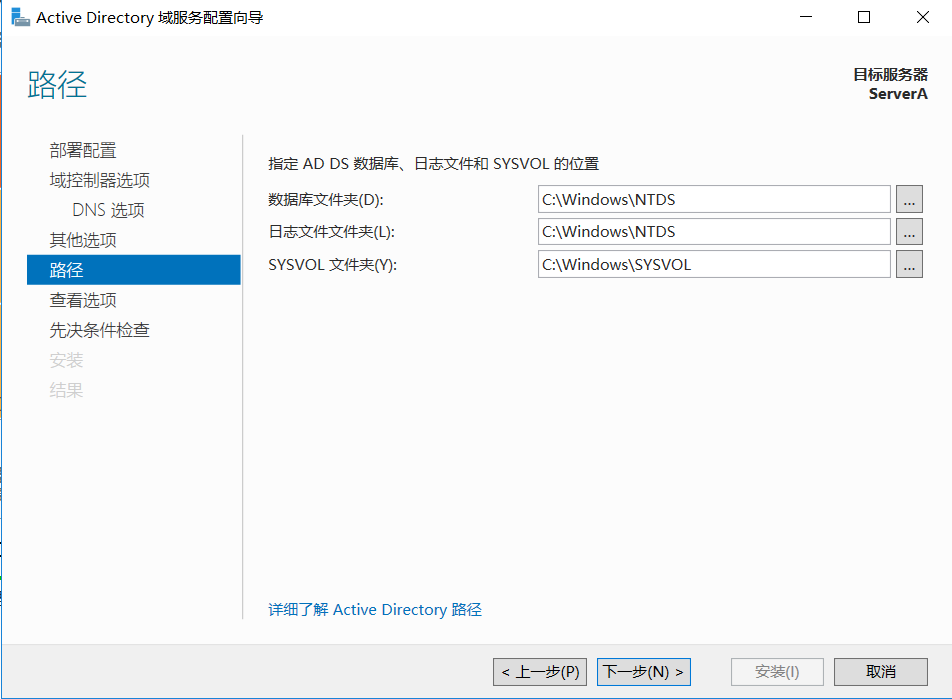 Active Directory 域服务配置向导
路径
目标服务器
ServerA
部署配置
域控制器选项
DNS 选项
其他选项
路径
查看选项
先决条件检查
安装
结果
指定 AD DS 数据库、日志文件和 SYSVOL 的位置
数据库文件夹(D): C:\Windows\NTDS ...
日志文件文件夹(L): C:\Windows\NTDS ...
SYSVOL 文件夹(Y): C:\Windows\SYSVOL ...
详细了解 Active Directory 路径
< 上一步(P) 下一步(N) > 安装(I) 取消